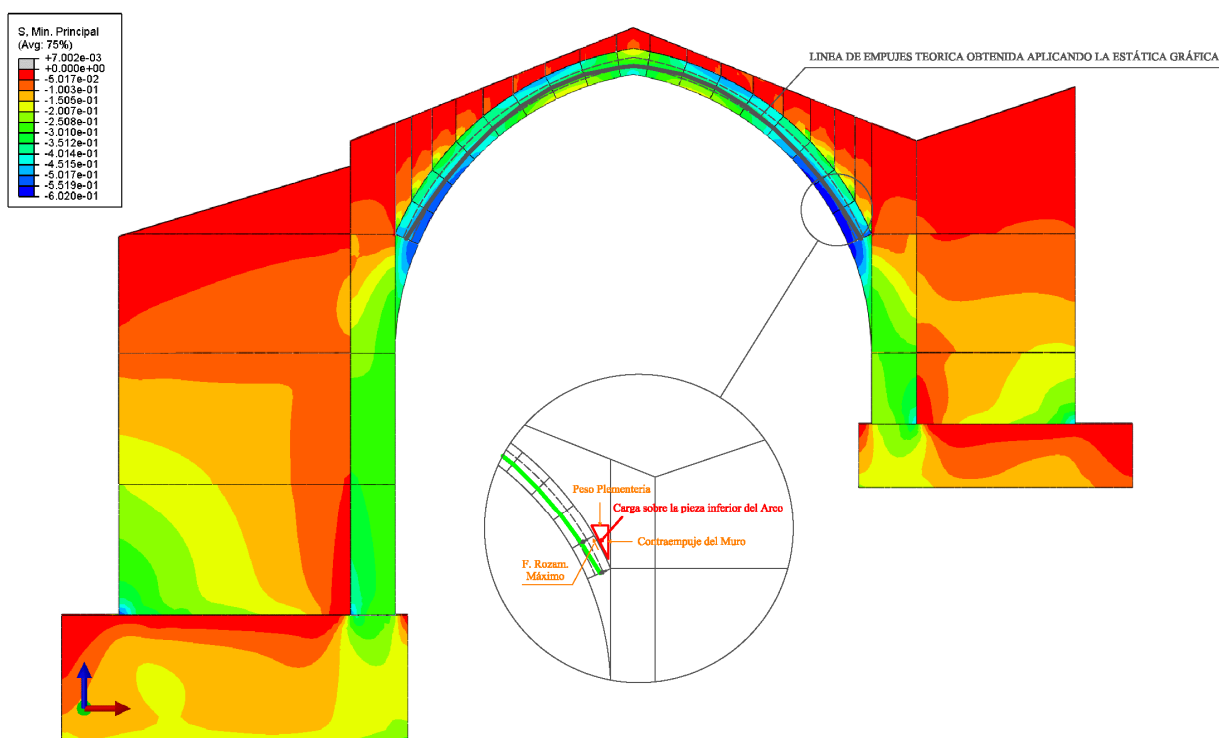 S, Min. Principal
(Avg: 75%)
+7.002e-03
+0.000e+00
-5.017e-02
-1.003e-01
-1.505e-01
-2.007e-01
-2.508e-01
-3.010e-01
-3.512e-01
-4.014e-01
-4.515e-01
-5.017e-01
-5.519e-01
-6.020e-01
LINEA DE EMPUJES TEORICA OBTENIDA APLICANDO LA ESTÁTICA GRÁFICA
Peso Plementeria
Carga sobre la pieza inferior del Arco
Contraempuje del Muro
F. Rozam.
Máximo